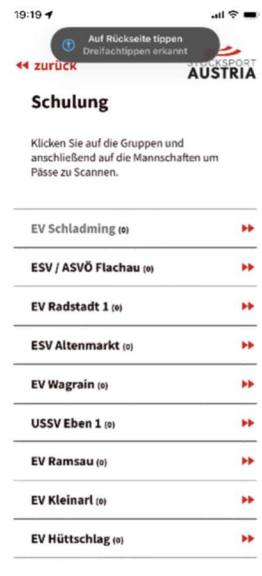 19:19
Auf Rückseite tippen
Dreifachtippen erkannt
zurück
STOCKSPORT
AUSTRIA
Schulung
Klicken Sie auf die Gruppen und
anschließend auf die Mannschaften um
Pässe zu Scannen.
EV Schladming (0)
ESV / ASVÖ Flachau (0)
EV Radstadt 1 (0)
ESV Altenmarkt (0)
EV Wagrain (0)
USSV Eben 1 (0)
EV Ramsau (0)
EV Kleinarl (0)
EV Hüttschlag (0)